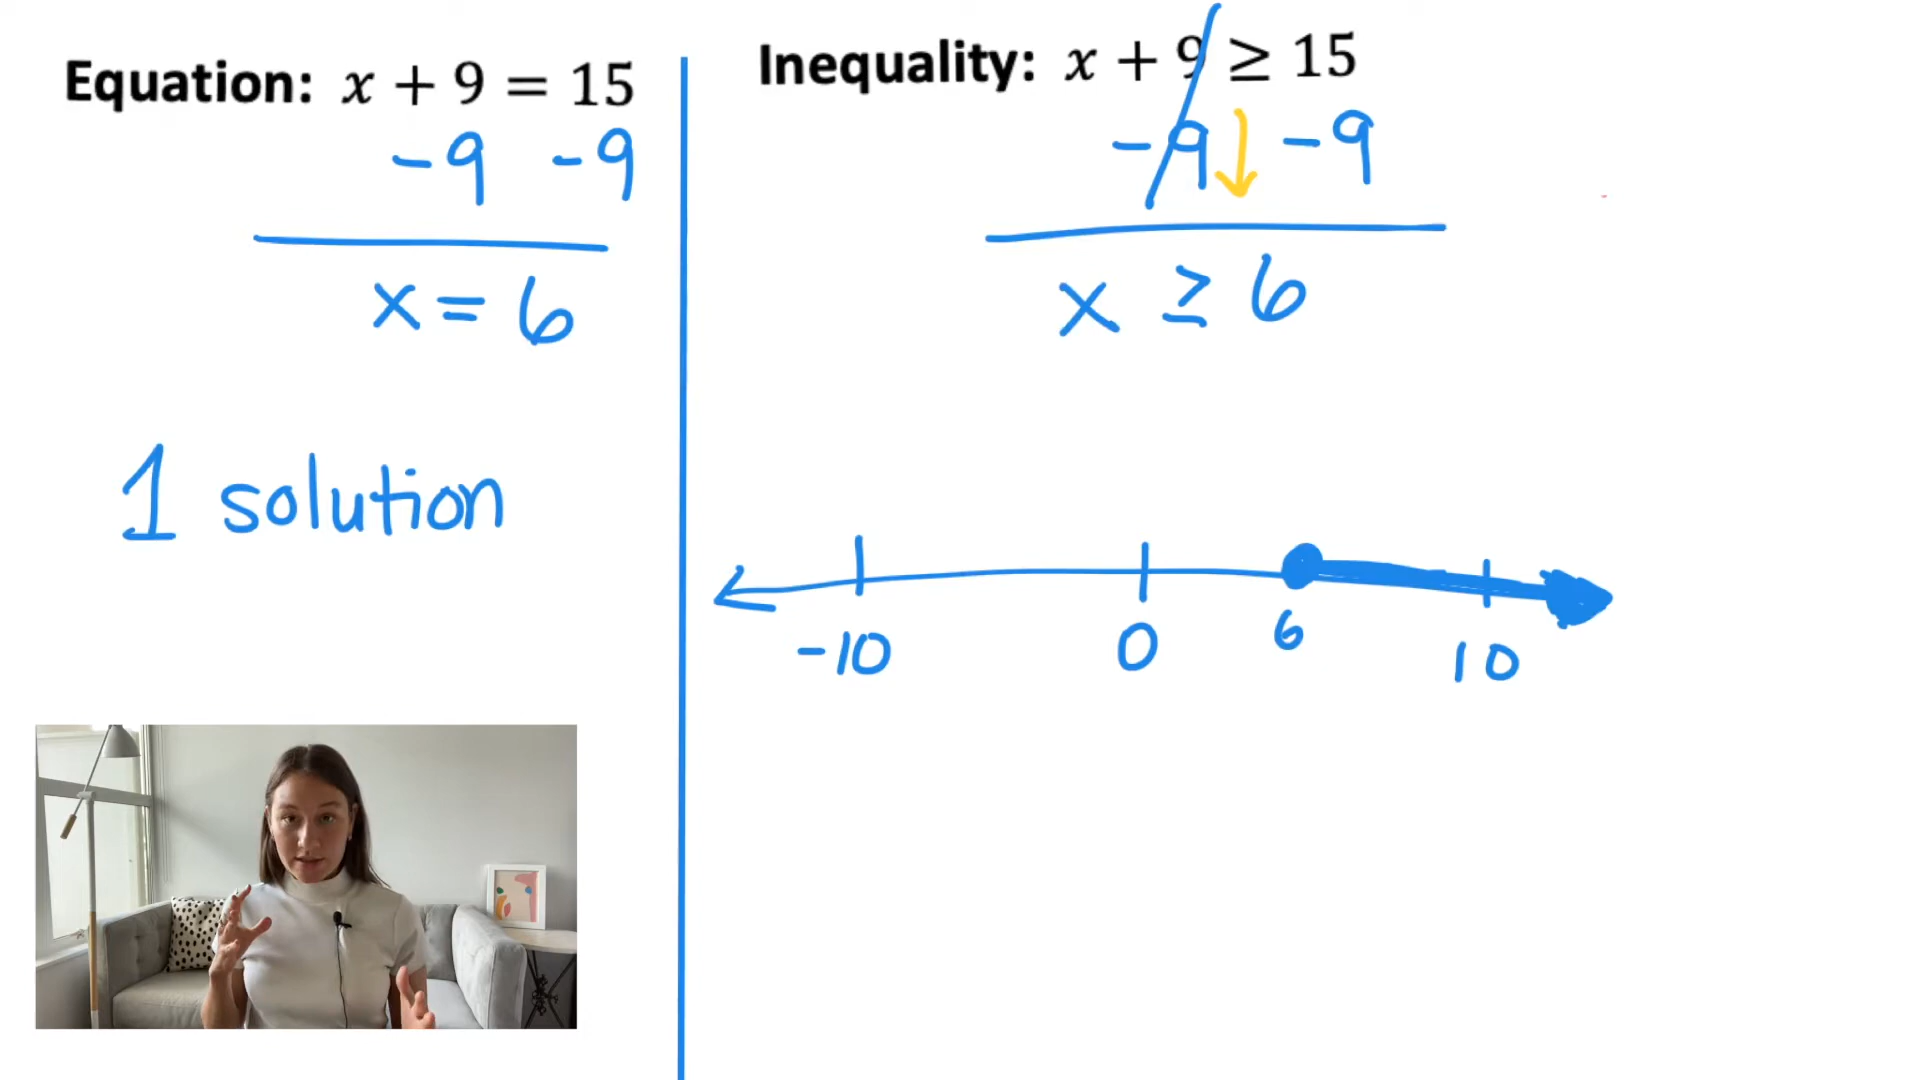 Equation: x + 9 = 15
-9 -9
x = 6
1 solution
Inequality: x + 9 ≥ 15
-9 -9
x ≥ 6
-10 0 6 10